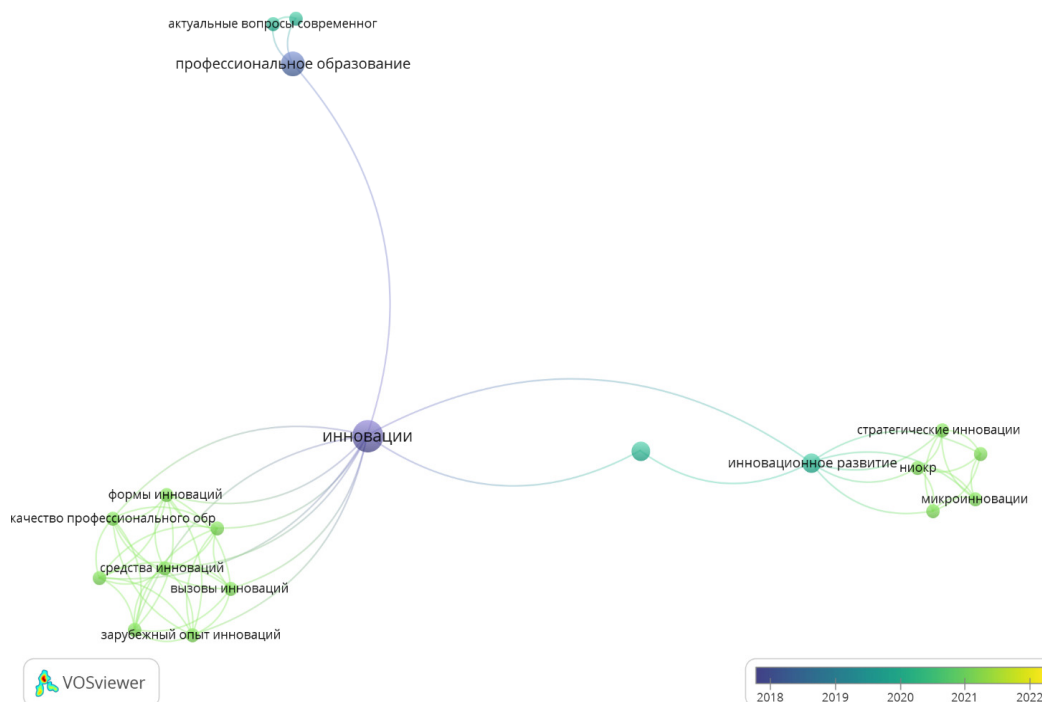 актуальные вопросы современног
профессиональное образование
инновации
стратегические инновации
инновационное развитие
ниокр
микроинновации
формы инноваций
качество профессионального обр
средства инноваций
вызовы инноваций
зарубежный опыт инноваций
VOSviewer
2018 2019 2020 2021 2022